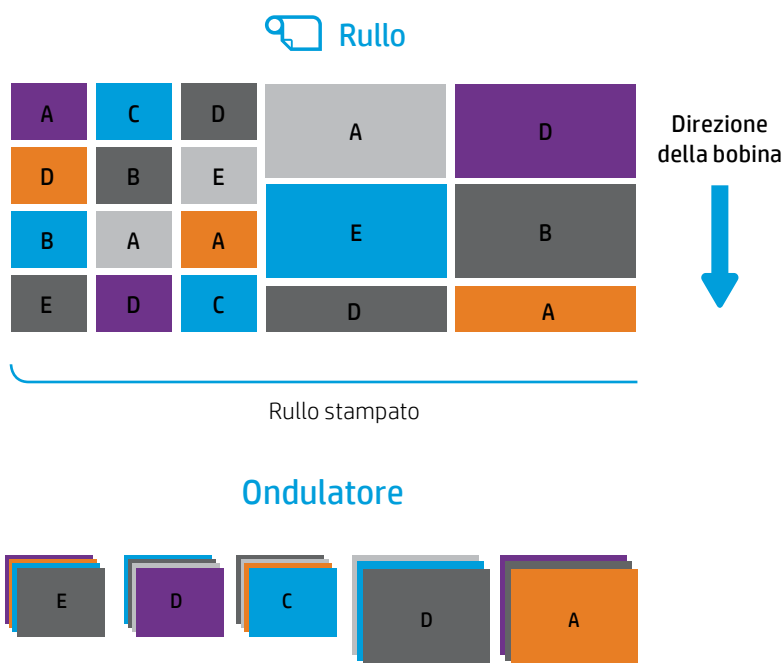 Rullo
A C D A D
Direzione
della bobina
D B E
B A A E B
E D C D A
Rullo stampato
Ondulatore
E D C D A